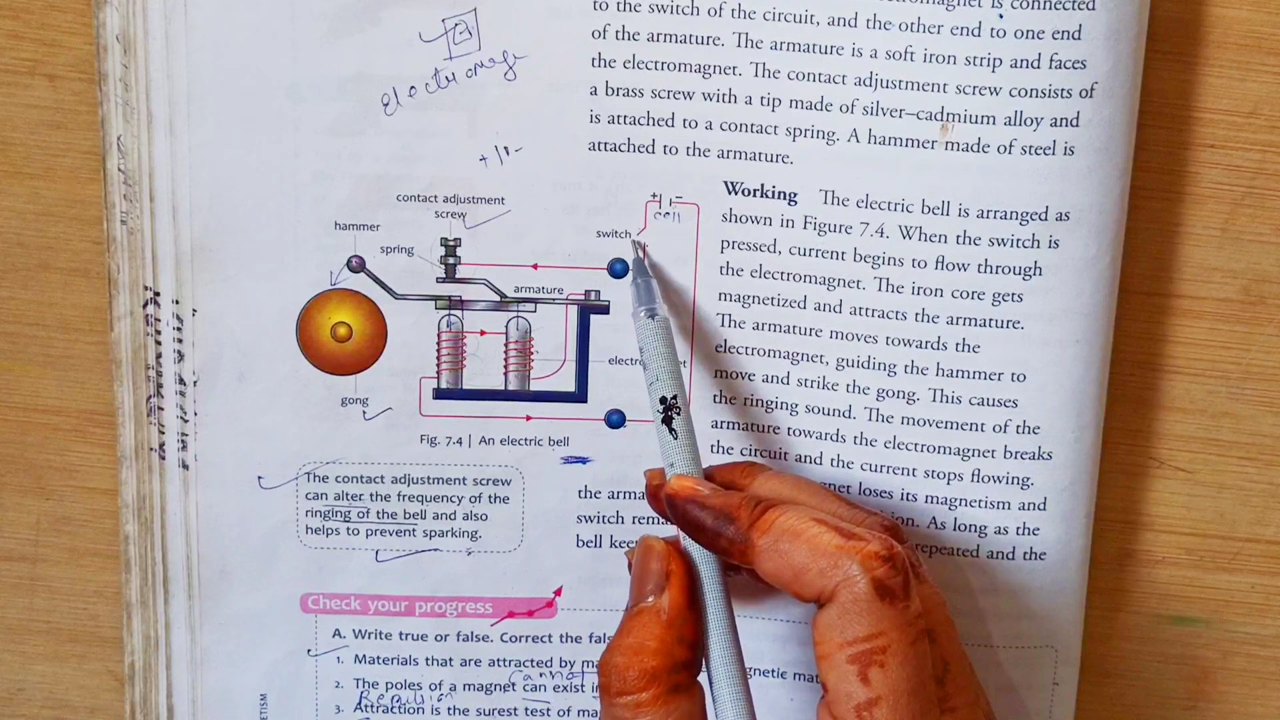 electromagnet is connected
to the switch of the circuit, and the other end to one end
of the armature. The armature is a soft iron strip and faces
the electromagnet. The contact adjustment screw consists of
a brass screw with a tip made of silver–cadmium alloy and
is attached to a contact spring. A hammer made of steel is
attached to the armature.
+/-
contact adjustment
screw
hammer
spring
switch
+ -
cell
armature
gong
Fig. 7.4 | An electric bell
Working The electric bell is arranged as
shown in Figure 7.4. When the switch is
pressed, current begins to flow through
the electromagnet. The iron core gets
magnetized and attracts the armature.
The armature moves towards the
electromagnet, guiding the hammer to
move and strike the gong. This causes
the ringing sound. The movement of the
armature towards the electromagnet breaks
the circuit and the current stops flowing.
loses its magnetism and
As long as the
repeated and the
the
switch
bell
The contact adjustment screw
can alter the frequency of the
ringing of the bell and also
helps to prevent sparking.
Check your progress
A. Write true or false. Correct the
1. Materials that are attracted by
cannot
2. The poles of a magnet can exist
Repulsion
3. Attraction is the surest test of